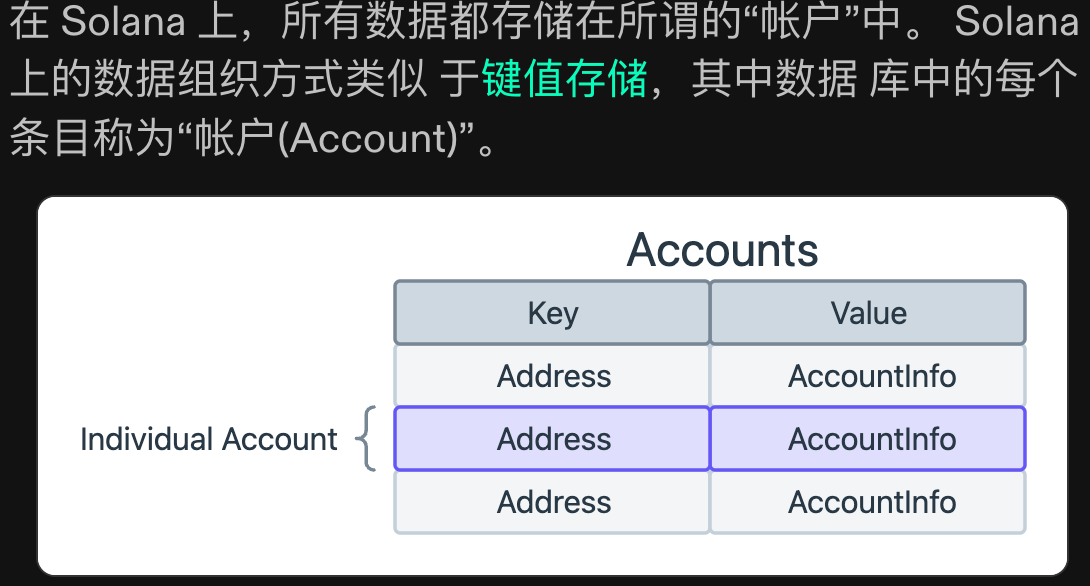 在 Solana 上，所有数据都存储在所谓的“帐户”中。 Solana
上的数据组织方式类似 于键值存储，其中数据 库中的每个
条目称为“帐户(Account)”。
Accounts
Key Value
Address AccountInfo
Individual Account { Address AccountInfo
Address AccountInfo